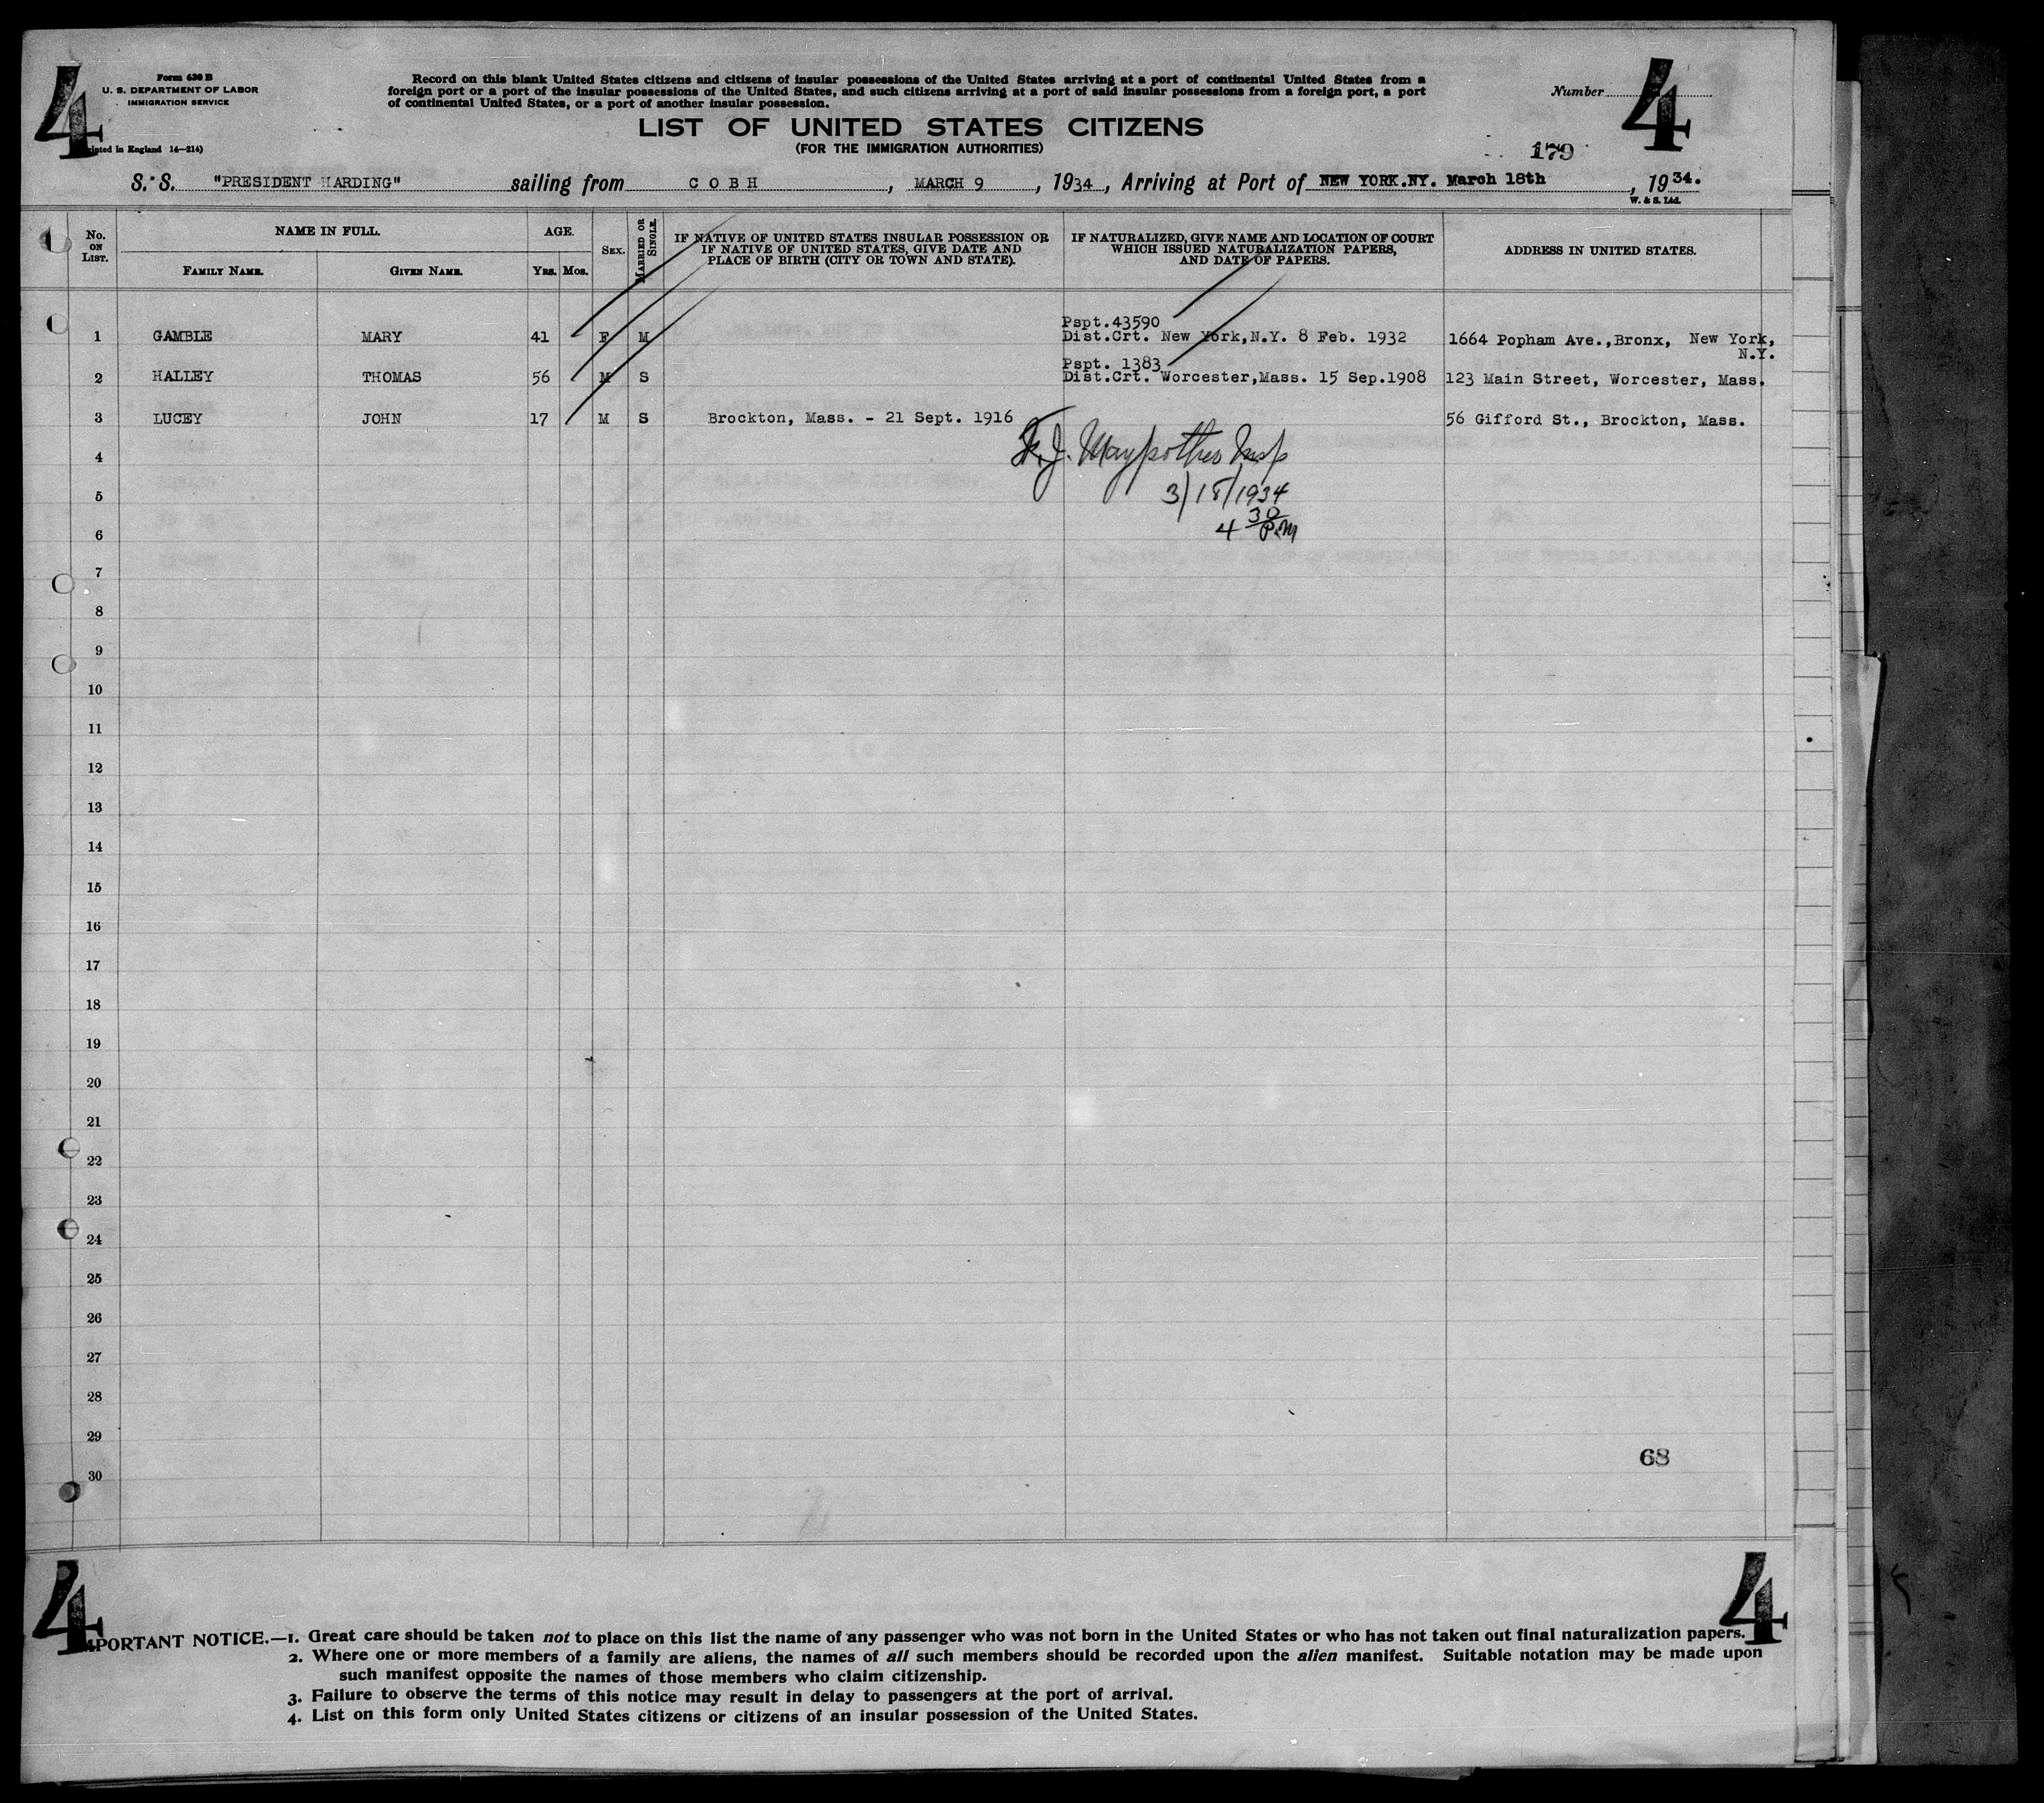 4
4
Form 630 B
U. S. DEPARTMENT OF LABOR
IMMIGRATION SERVICE
Printed in England 14—214)
Record on this blank United States citizens and citizens of insular possessions of the United States arriving at a port of continental United States from a
foreign port or a port of the insular possessions of the United States, and such citizens arriving at a port of said insular possessions from a foreign port, a port
of continental United States, or a port of another insular possession.
Number
LIST OF UNITED STATES CITIZENS
(FOR THE IMMIGRATION AUTHORITIES)
179
S. S. "PRESIDENT HARDING" sailing from COBH, MARCH 9, 1934, Arriving at Port of NEW YORK.NY. March 18th, 1934.
W. & S. Ltd.
No. ON LIST.
NAME IN FULL.
FAMILY NAME.
GIVEN NAME.
AGE.
YRS.
MOS.
SEX.
MARRIED OR SINGLE.
IF NATIVE OF UNITED STATES INSULAR POSSESSION OR
IF NATIVE OF UNITED STATES, GIVE DATE AND
PLACE OF BIRTH (CITY OR TOWN AND STATE).
IF NATURALIZED, GIVE NAME AND LOCATION OF COURT
WHICH ISSUED NATURALIZATION PAPERS,
AND DATE OF PAPERS.
ADDRESS IN UNITED STATES.
Pspt.43590
1 GAMBLE MARY 41 F M Dist.Crt. New York,N.Y. 8 Feb. 1932 1664 Popham Ave.,Bronx, New York,
N.Y.
Pspt. 1383
2 HALLEY THOMAS 56 M S Dist.Crt. Worcester,Mass. 15 Sep.1908 123 Main Street, Worcester, Mass.
3 LUCEY JOHN 17 M S Brockton, Mass. - 21 Sept. 1916 56 Gifford St., Brockton, Mass.
4
Insp
5
3/18/1934
6
4 30 P.M
7
8
9
10
11
12
13
14
15
16
17
18
19
20
21
22
23
24
25
26
27
28
29
68
30
4
4
IMPORTANT NOTICE.—1. Great care should be taken not to place on this list the name of any passenger who was not born in the United States or who has not taken out final naturalization papers.
2. Where one or more members of a family are aliens, the names of all such members should be recorded upon the alien manifest. Suitable notation may be made upon
such manifest opposite the names of those members who claim citizenship.
3. Failure to observe the terms of this notice may result in delay to passengers at the port of arrival.
4. List on this form only United States citizens or citizens of an insular possession of the United States.